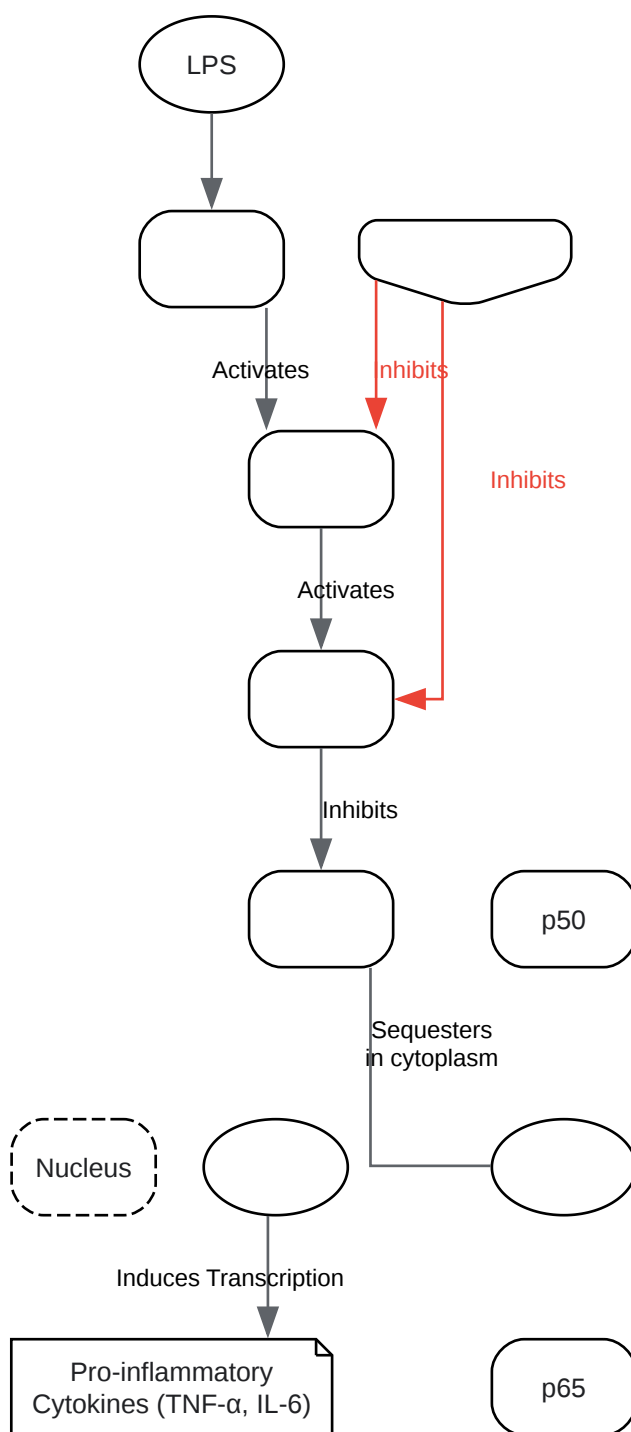 LPS
Activates
Inhibits
Inhibits
Activates
Inhibits
p50
Sequesters
in cytoplasm
Nucleus
Induces Transcription
Pro-inflammatory
Cytokines (TNF-α, IL-6)
p65